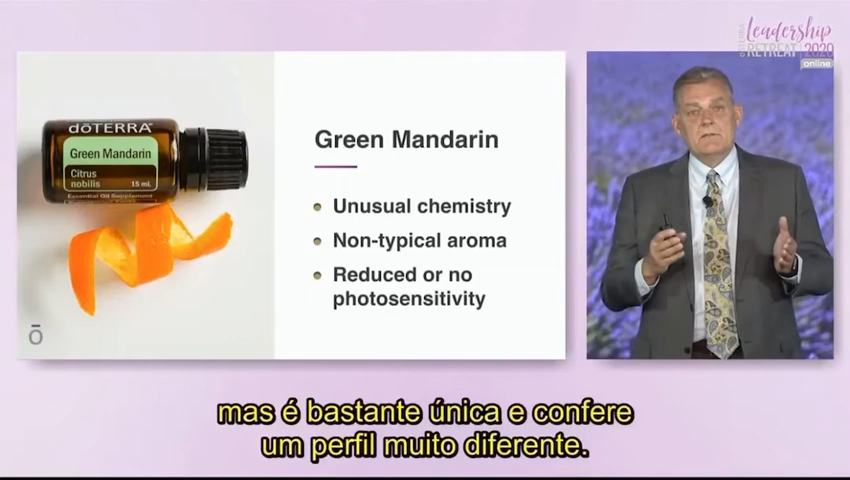 Leadership
dōTERRA
RETREAT 2020
online
dōTERRA
Green Mandarin
Citrus
nobilis
15 mL
Essential Oil Supplement
Green Mandarin
Unusual chemistry
Non-typical aroma
Reduced or no
photosensitivity
ō
mas é bastante única e confere
um perfil muito diferente.